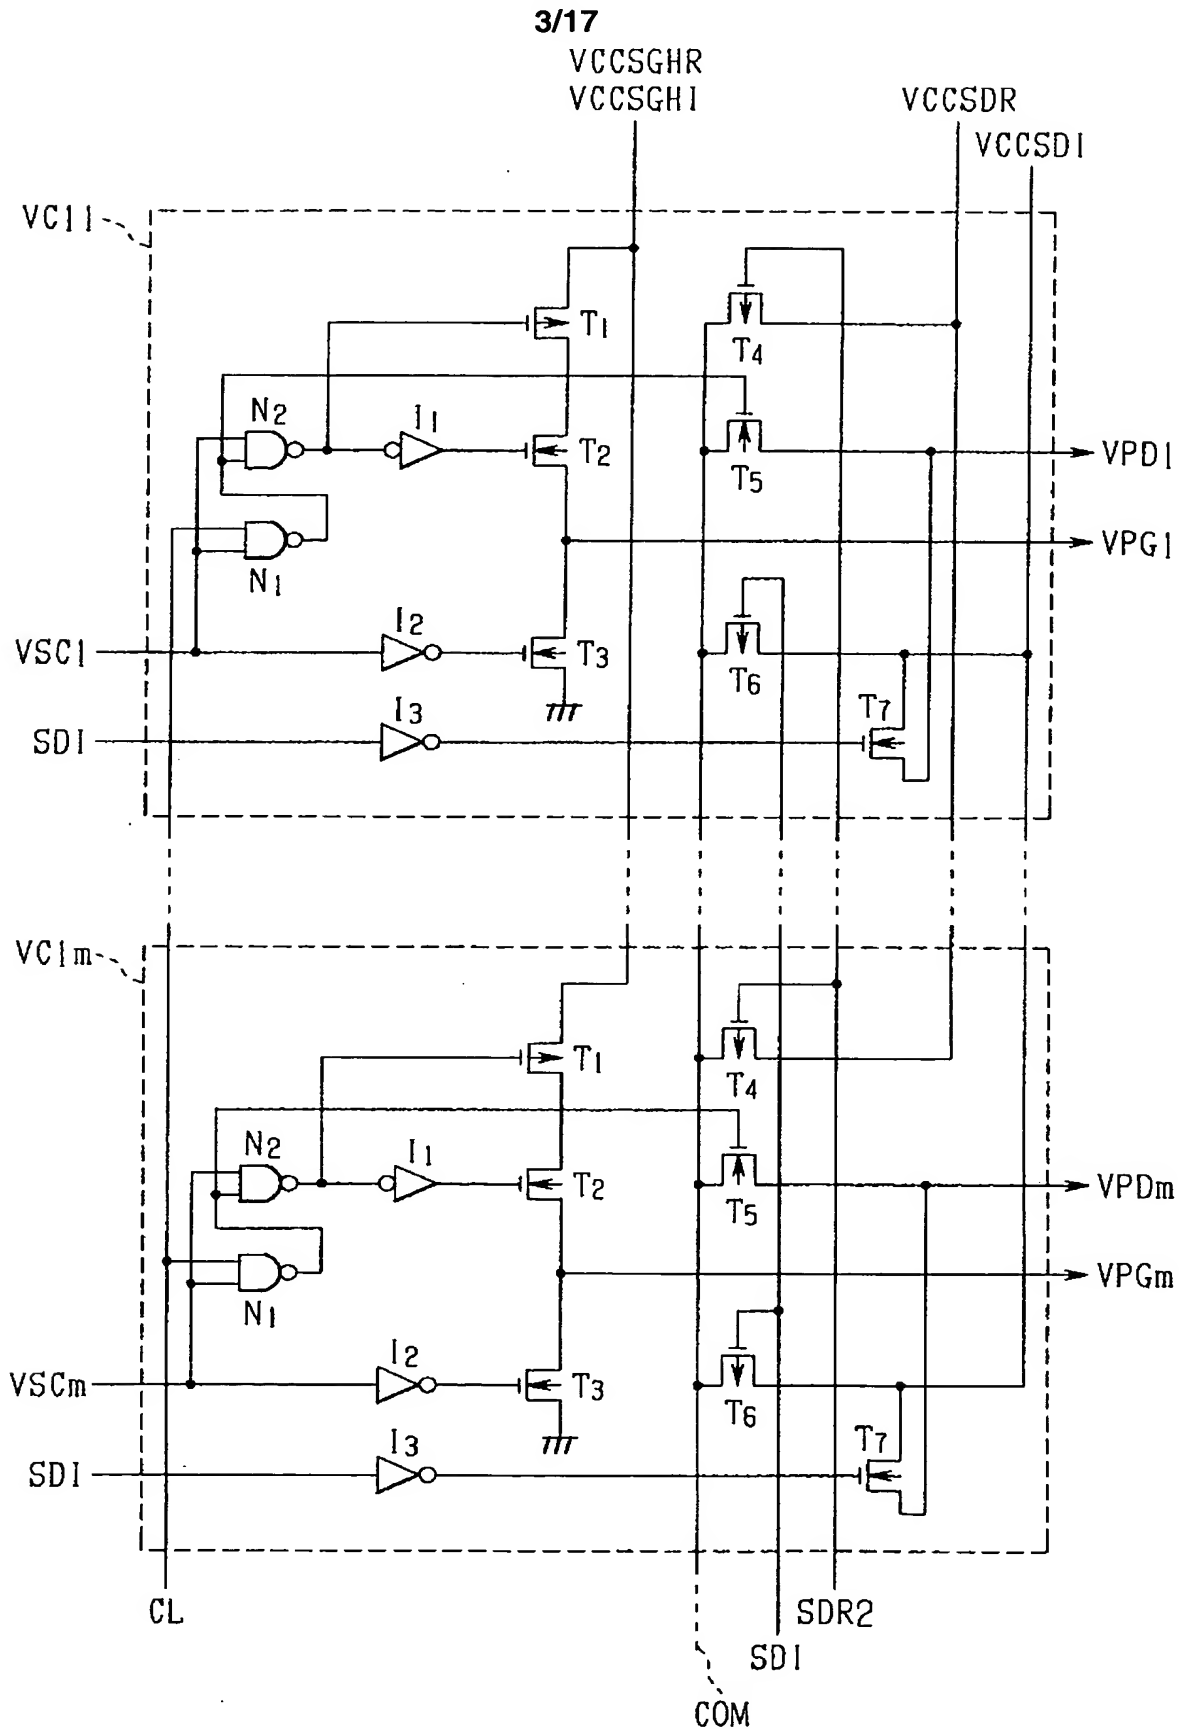 3/17
VCCSGHR
VCCSGHI
VCCSDR
VCCSDI
VC11
T1
T4
N2
I1
T2
T5
VPD1
VPG1
N1
I2
VSC1
T3
T6
I3
T7
SDI
VC1m
T1
T4
N2
I1
T2
T5
VPDm
VPGm
N1
I2
VSCm
T3
T6
I3
T7
SDI
CL
SDR2
SDI
COM